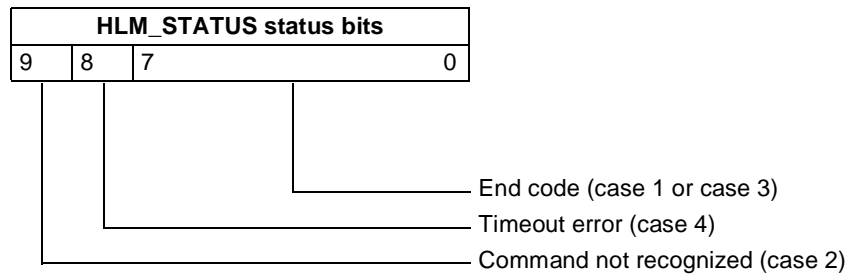 HLM_STATUS status bits
9 8 7 0
End code (case 1 or case 3)
Timeout error (case 4)
Command not recognized (case 2)